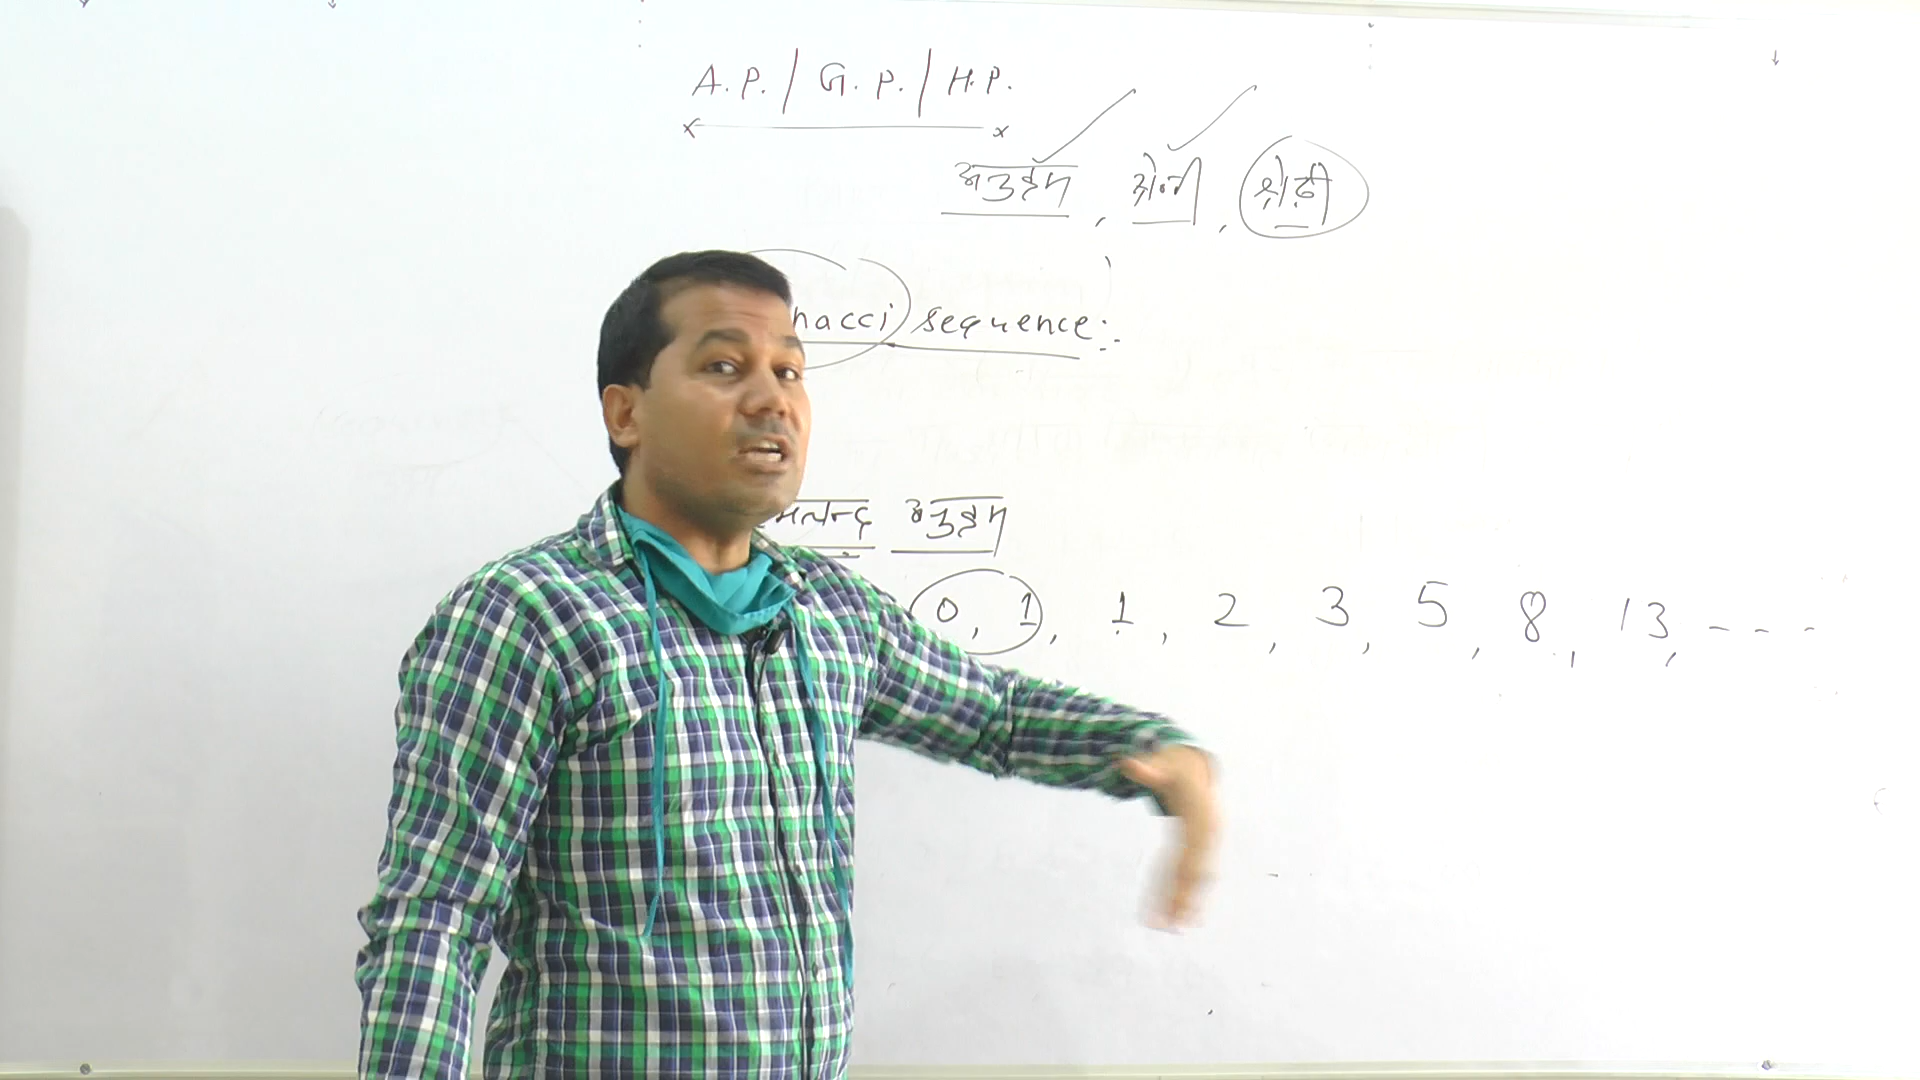 A.P. / G.P. / H.P.
अनुक्रम, श्रेणी, श्रेढ़ी
nacci sequence:-
अनुक्रम
0, 1, 1, 2, 3, 5, 8, 13, - - -